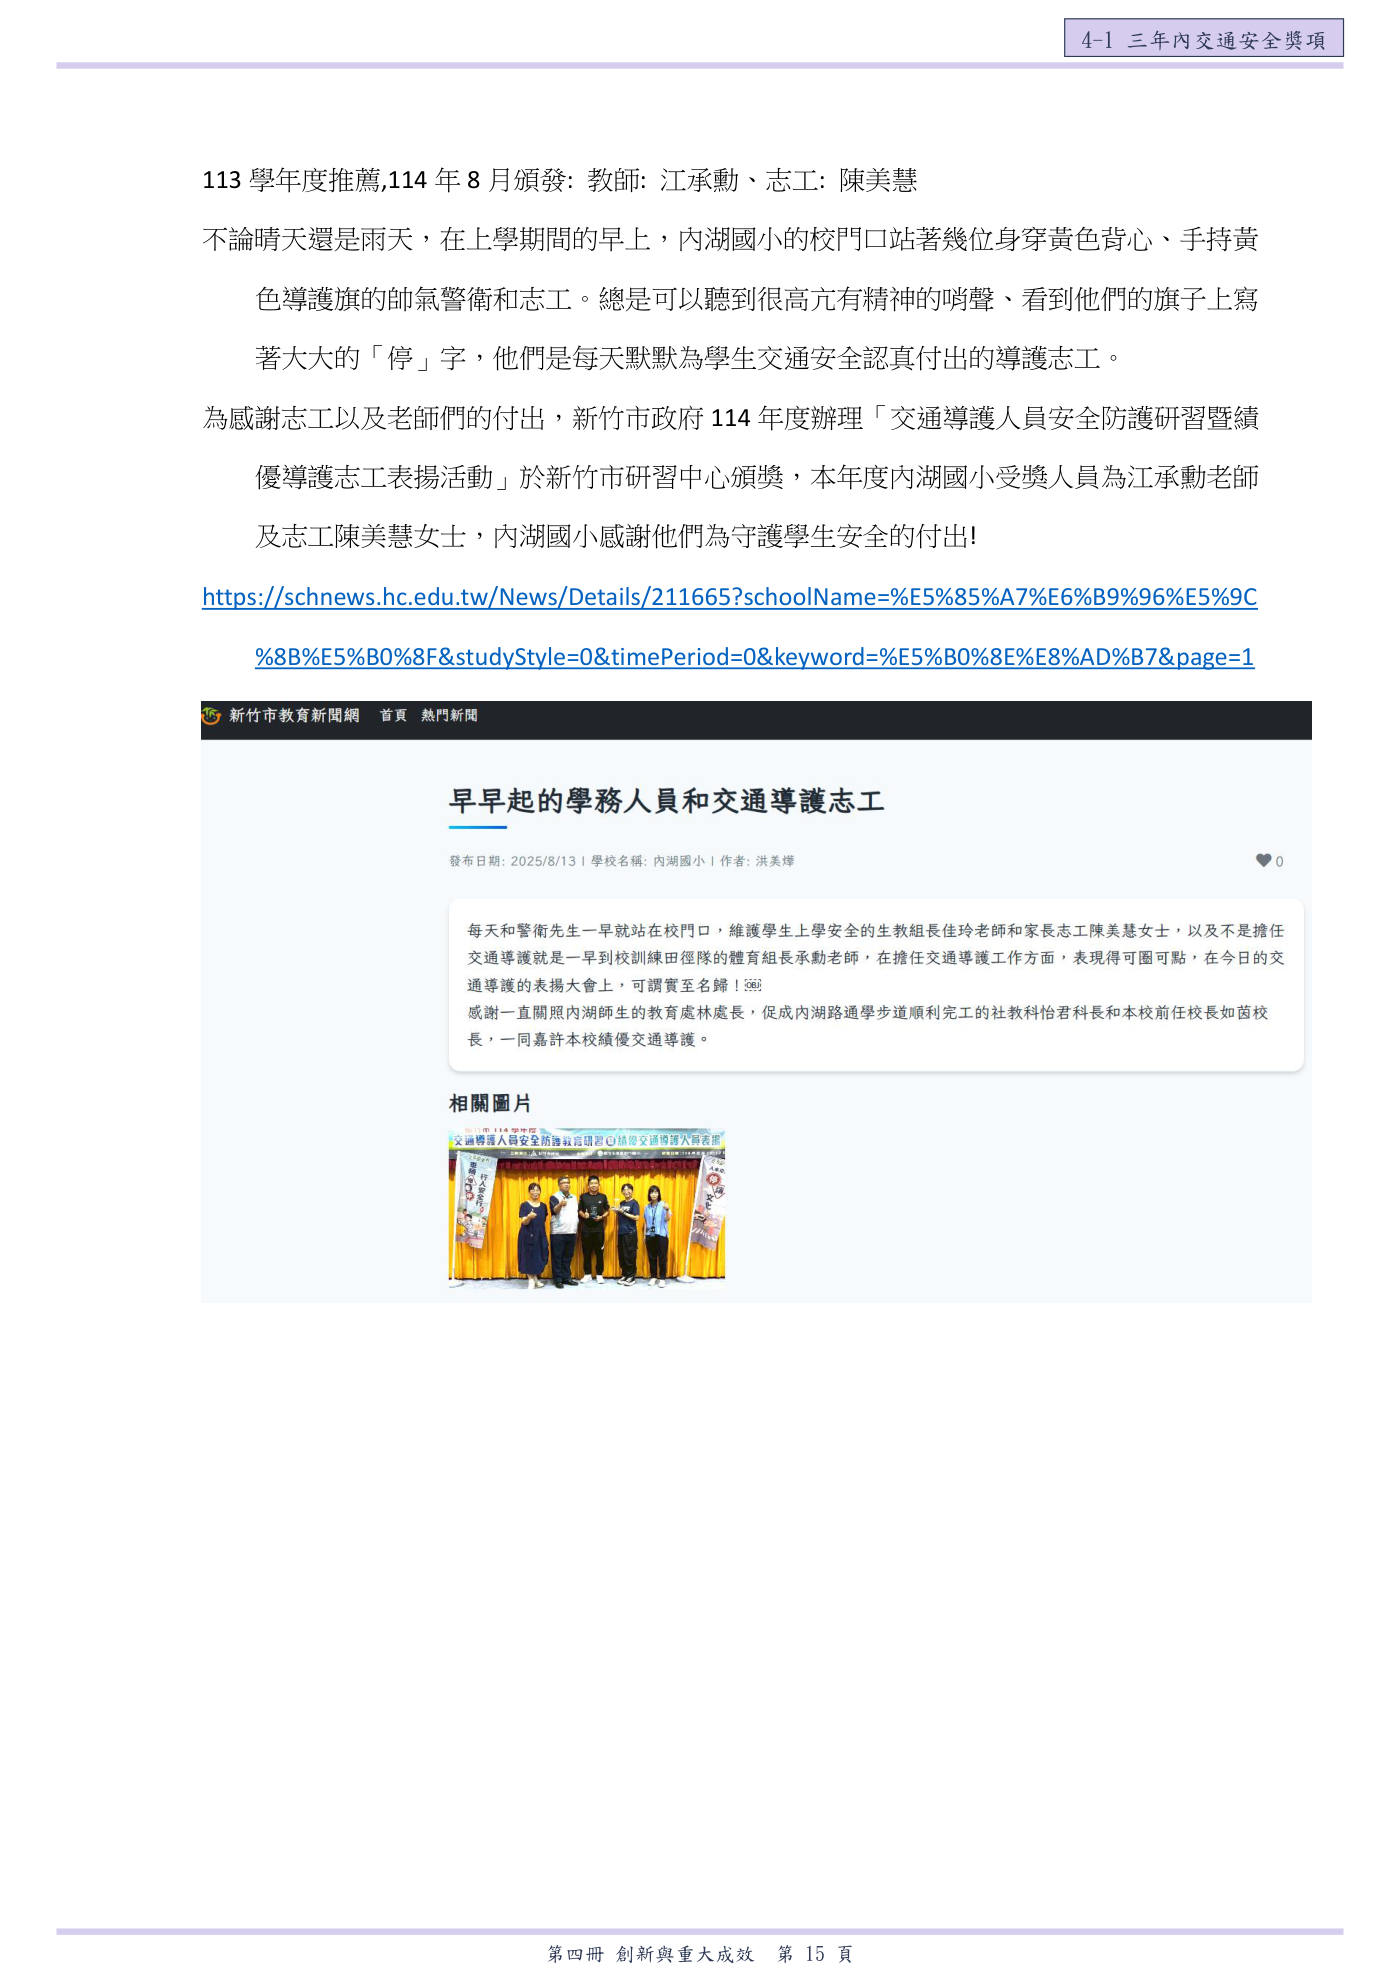 4-1 三年內交通安全獎項
113 學年度推薦,114 年 8 月頒發: 教師: 江承勳、志工: 陳美慧
不論晴天還是雨天，在上學期間的早上，內湖國小的校門口站著幾位身穿黃色背心、手持黃
色導護旗的帥氣警衛和志工。總是可以聽到很高亢有精神的哨聲、看到他們的旗子上寫
著大大的「停」字，他們是每天默默為學生交通安全認真付出的導護志工。
為感謝志工以及老師們的付出，新竹市政府 114 年度辦理「交通導護人員安全防護研習暨績
優導護志工表揚活動」於新竹市研習中心頒獎，本年度內湖國小受獎人員為江承勳老師
及志工陳美慧女士，內湖國小感謝他們為守護學生安全的付出!
https://schnews.hc.edu.tw/News/Details/211665?schoolName=%E5%85%A7%E6%B9%96%E5%9C
%8B%E5%B0%8F&studyStyle=0&timePeriod=0&keyword=%E5%B0%8E%E8%AD%B7&page=1
新竹市教育新聞網 首頁 熱門新聞
早早起的學務人員和交通導護志工
發布日期: 2025/8/13 | 學校名稱: 內湖國小 | 作者: 洪美燁
0
每天和警衛先生一早就站在校門口，維護學生上學安全的生教組長佳玲老師和家長志工陳美慧女士，以及不是擔任
交通導護就是一早到校訓練田徑隊的體育組長承勳老師，在擔任交通導護工作方面，表現得可圈可點，在今日的交
通導護的表揚大會上，可謂實至名歸！
感謝一直關照內湖師生的教育處林處長，促成內湖路通學步道順利完工的社教科怡君科長和本校前任校長如茵校
長，一同嘉許本校績優交通導護。
相關圖片
交通導護人員安全防護教育研習暨績優交通導護人員表揚
第四冊 創新與重大成效 第 15 頁